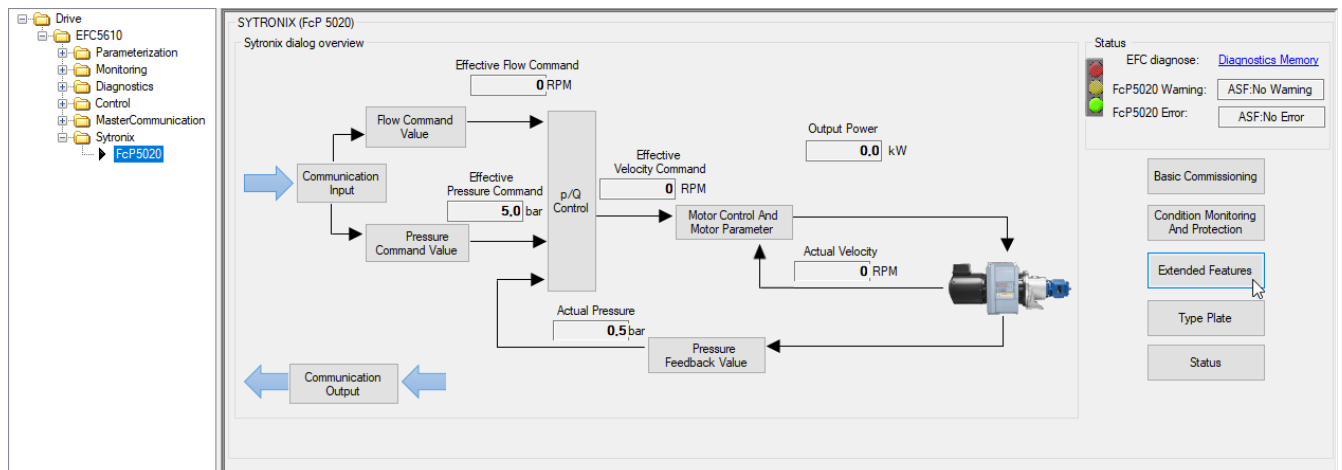 Drive
EFC5610
Parameterization
Monitoring
Diagnostics
Control
MasterCommunication
Sytronix
FcP5020
SYTRONIX (FcP 5020)
Sytronix dialog overview
Effective Flow Command
0 RPM
Flow Command
Value
Communication
Input
Effective
Pressure Command
5,0 bar
Pressure
Command Value
p/Q
Control
Effective
Velocity Command
0 RPM
Output Power
0,0 kW
Motor Control And
Motor Parameter
Actual Velocity
0 RPM
Actual Pressure
0,5 bar
Pressure
Feedback Value
Communication
Output
Status
EFC diagnose: Diagnostics Memory
FcP5020 Warning: ASF:No Warning
FcP5020 Error: ASF:No Error
Basic Commissioning
Condition Monitoring
And Protection
Extended Features
Type Plate
Status